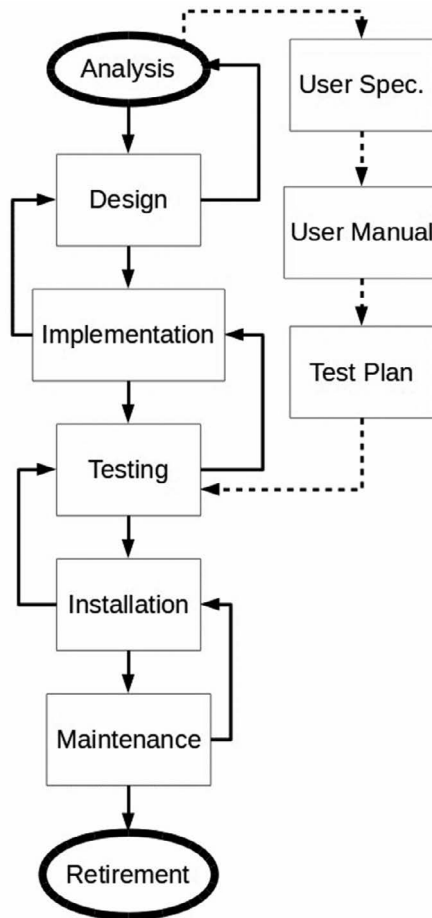 Analysis
User Spec.
Design
User Manual
Implementation
Test Plan
Testing
Installation
Maintenance
Retirement